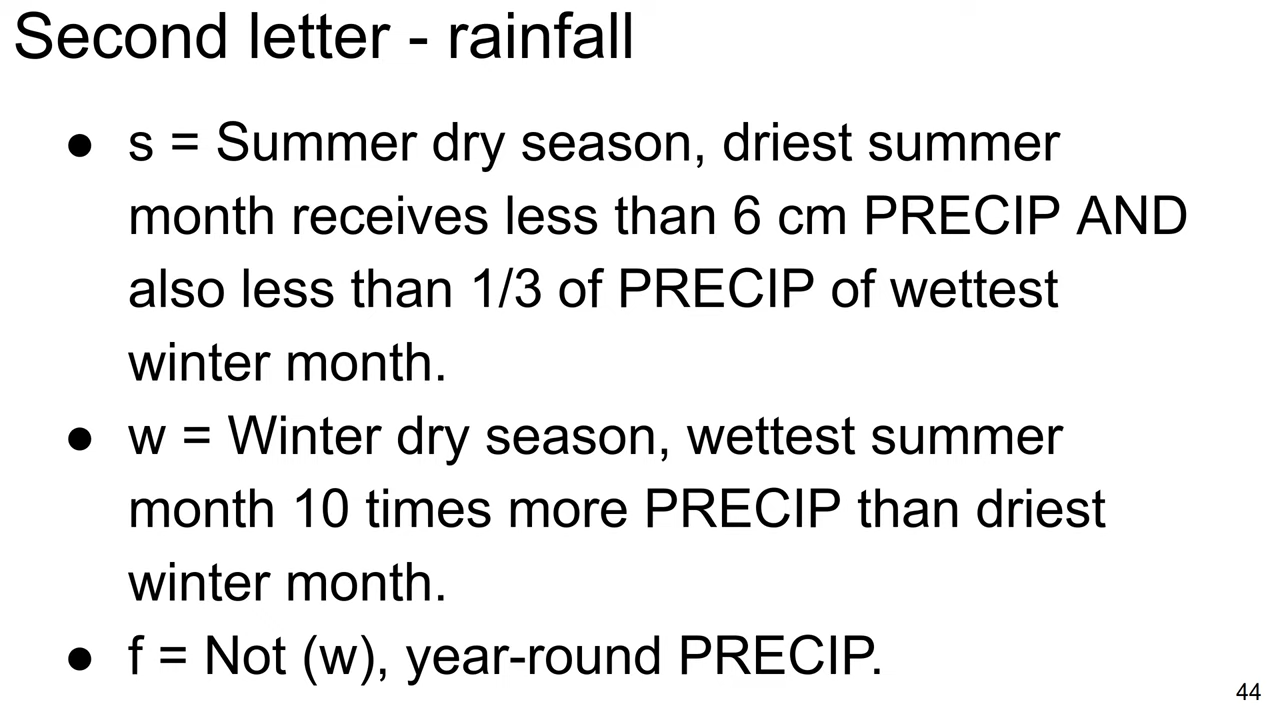 Second letter - rainfall
● s = Summer dry season, driest summer
month receives less than 6 cm PRECIP AND
also less than 1/3 of PRECIP of wettest
winter month.
● w = Winter dry season, wettest summer
month 10 times more PRECIP than driest
winter month.
● f = Not (w), year-round PRECIP.
44